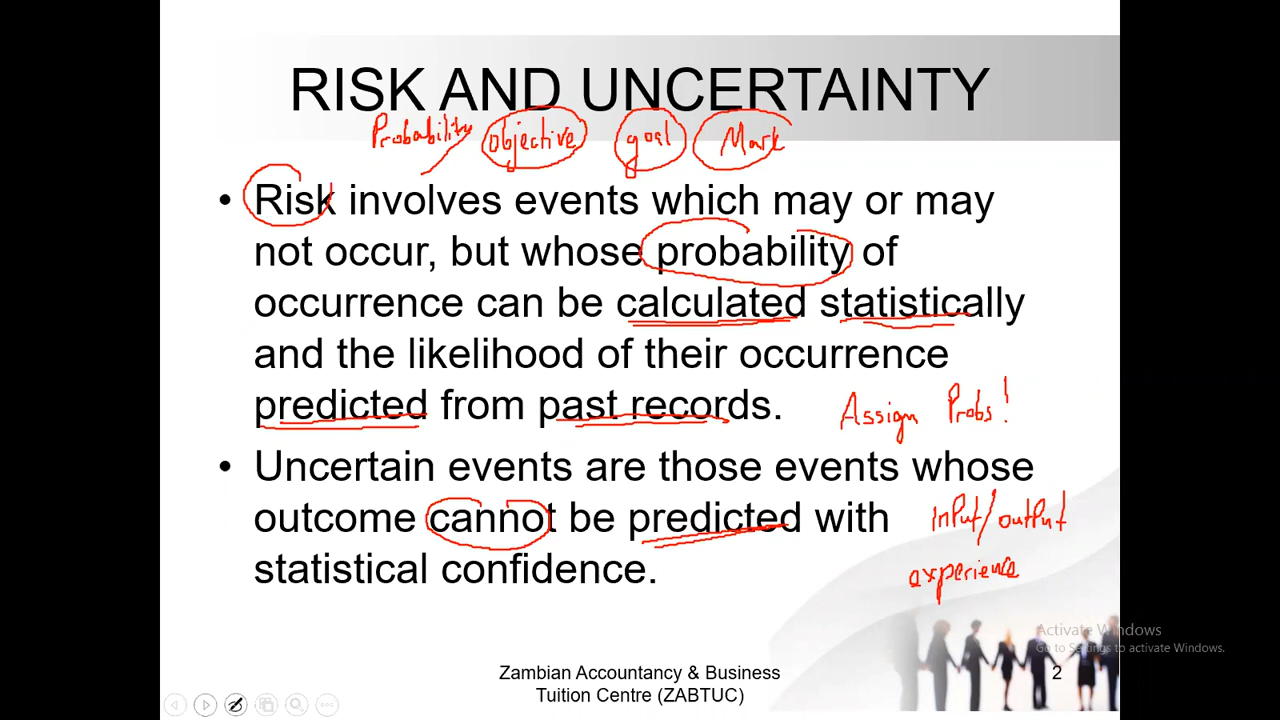 RISK AND UNCERTAINTY
Probability objective goal Mark
• Risk involves events which may or may
not occur, but whose probability of
occurrence can be calculated statistically
and the likelihood of their occurrence
predicted from past records.
Assign Probs!
• Uncertain events are those events whose
outcome cannot be predicted with
input/output
statistical confidence.
experience
Activate Windows
Go to Settings to activate Windows.
Zambian Accountancy & Business
Tuition Centre (ZABTUC)
2